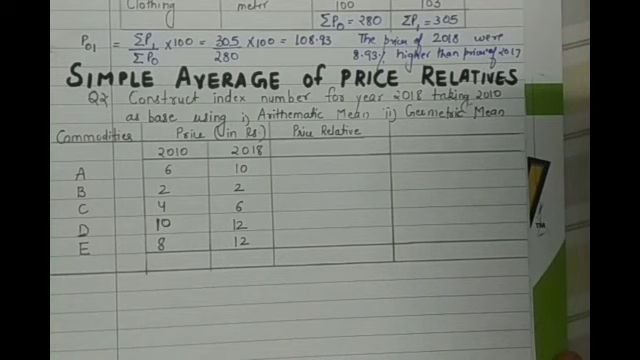 Clothing meter 100 103
ΣP₀ = 280 ΣP₁ = 305
P₀₁ = ΣP₁/ΣP₀ × 100 = 305/280 × 100 = 108.93 The price of 2018 were
8.93% higher than price of 2017
SIMPLE AVERAGE OF PRICE RELATIVES
Q2 Construct index number for year 2018 taking 2010
as base using i) Arithematic Mean ii) Geometric Mean
Commodities Price (in Rs.) Price Relative
2010 2018
A 6 10
B 2 2
C 4 6
D 10 12
E 8 12